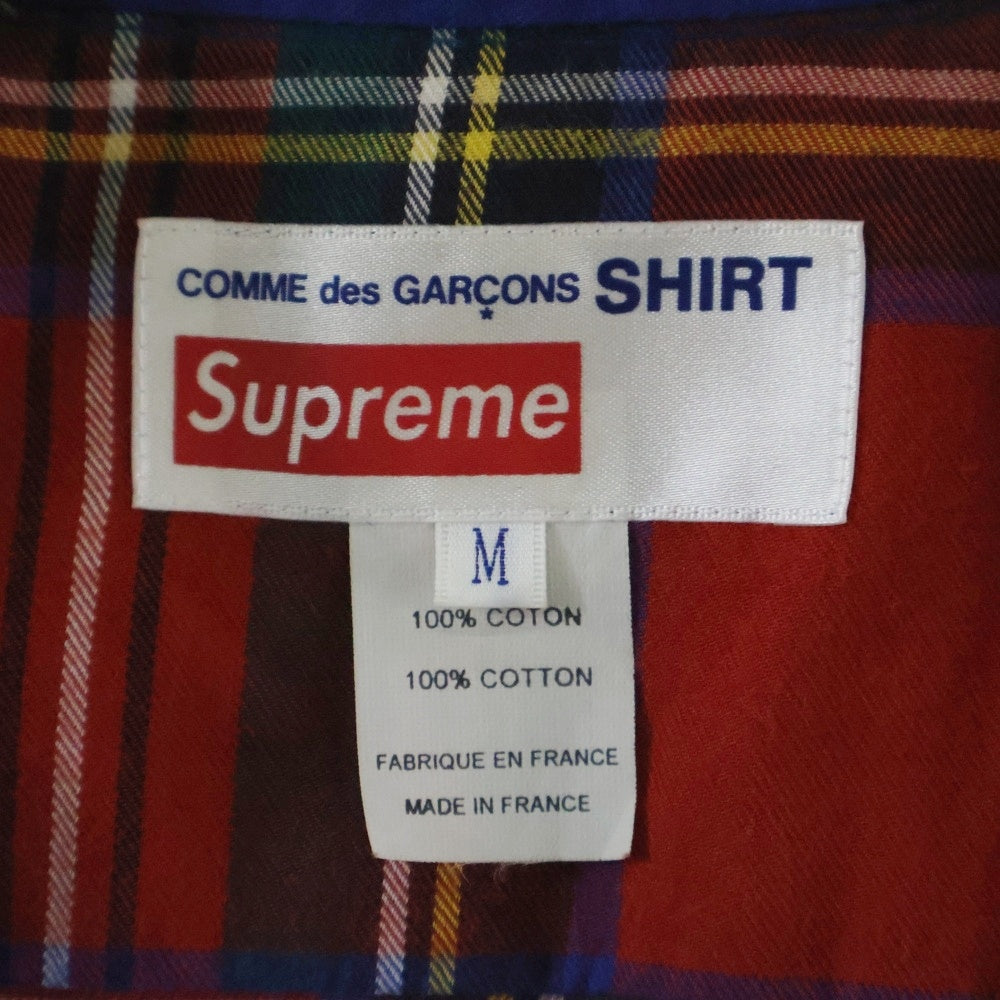 COMME des GARÇONS SHIRT
Supreme
M
100% COTON
100% COTTON
FABRIQUE EN FRANCE
MADE IN FRANCE